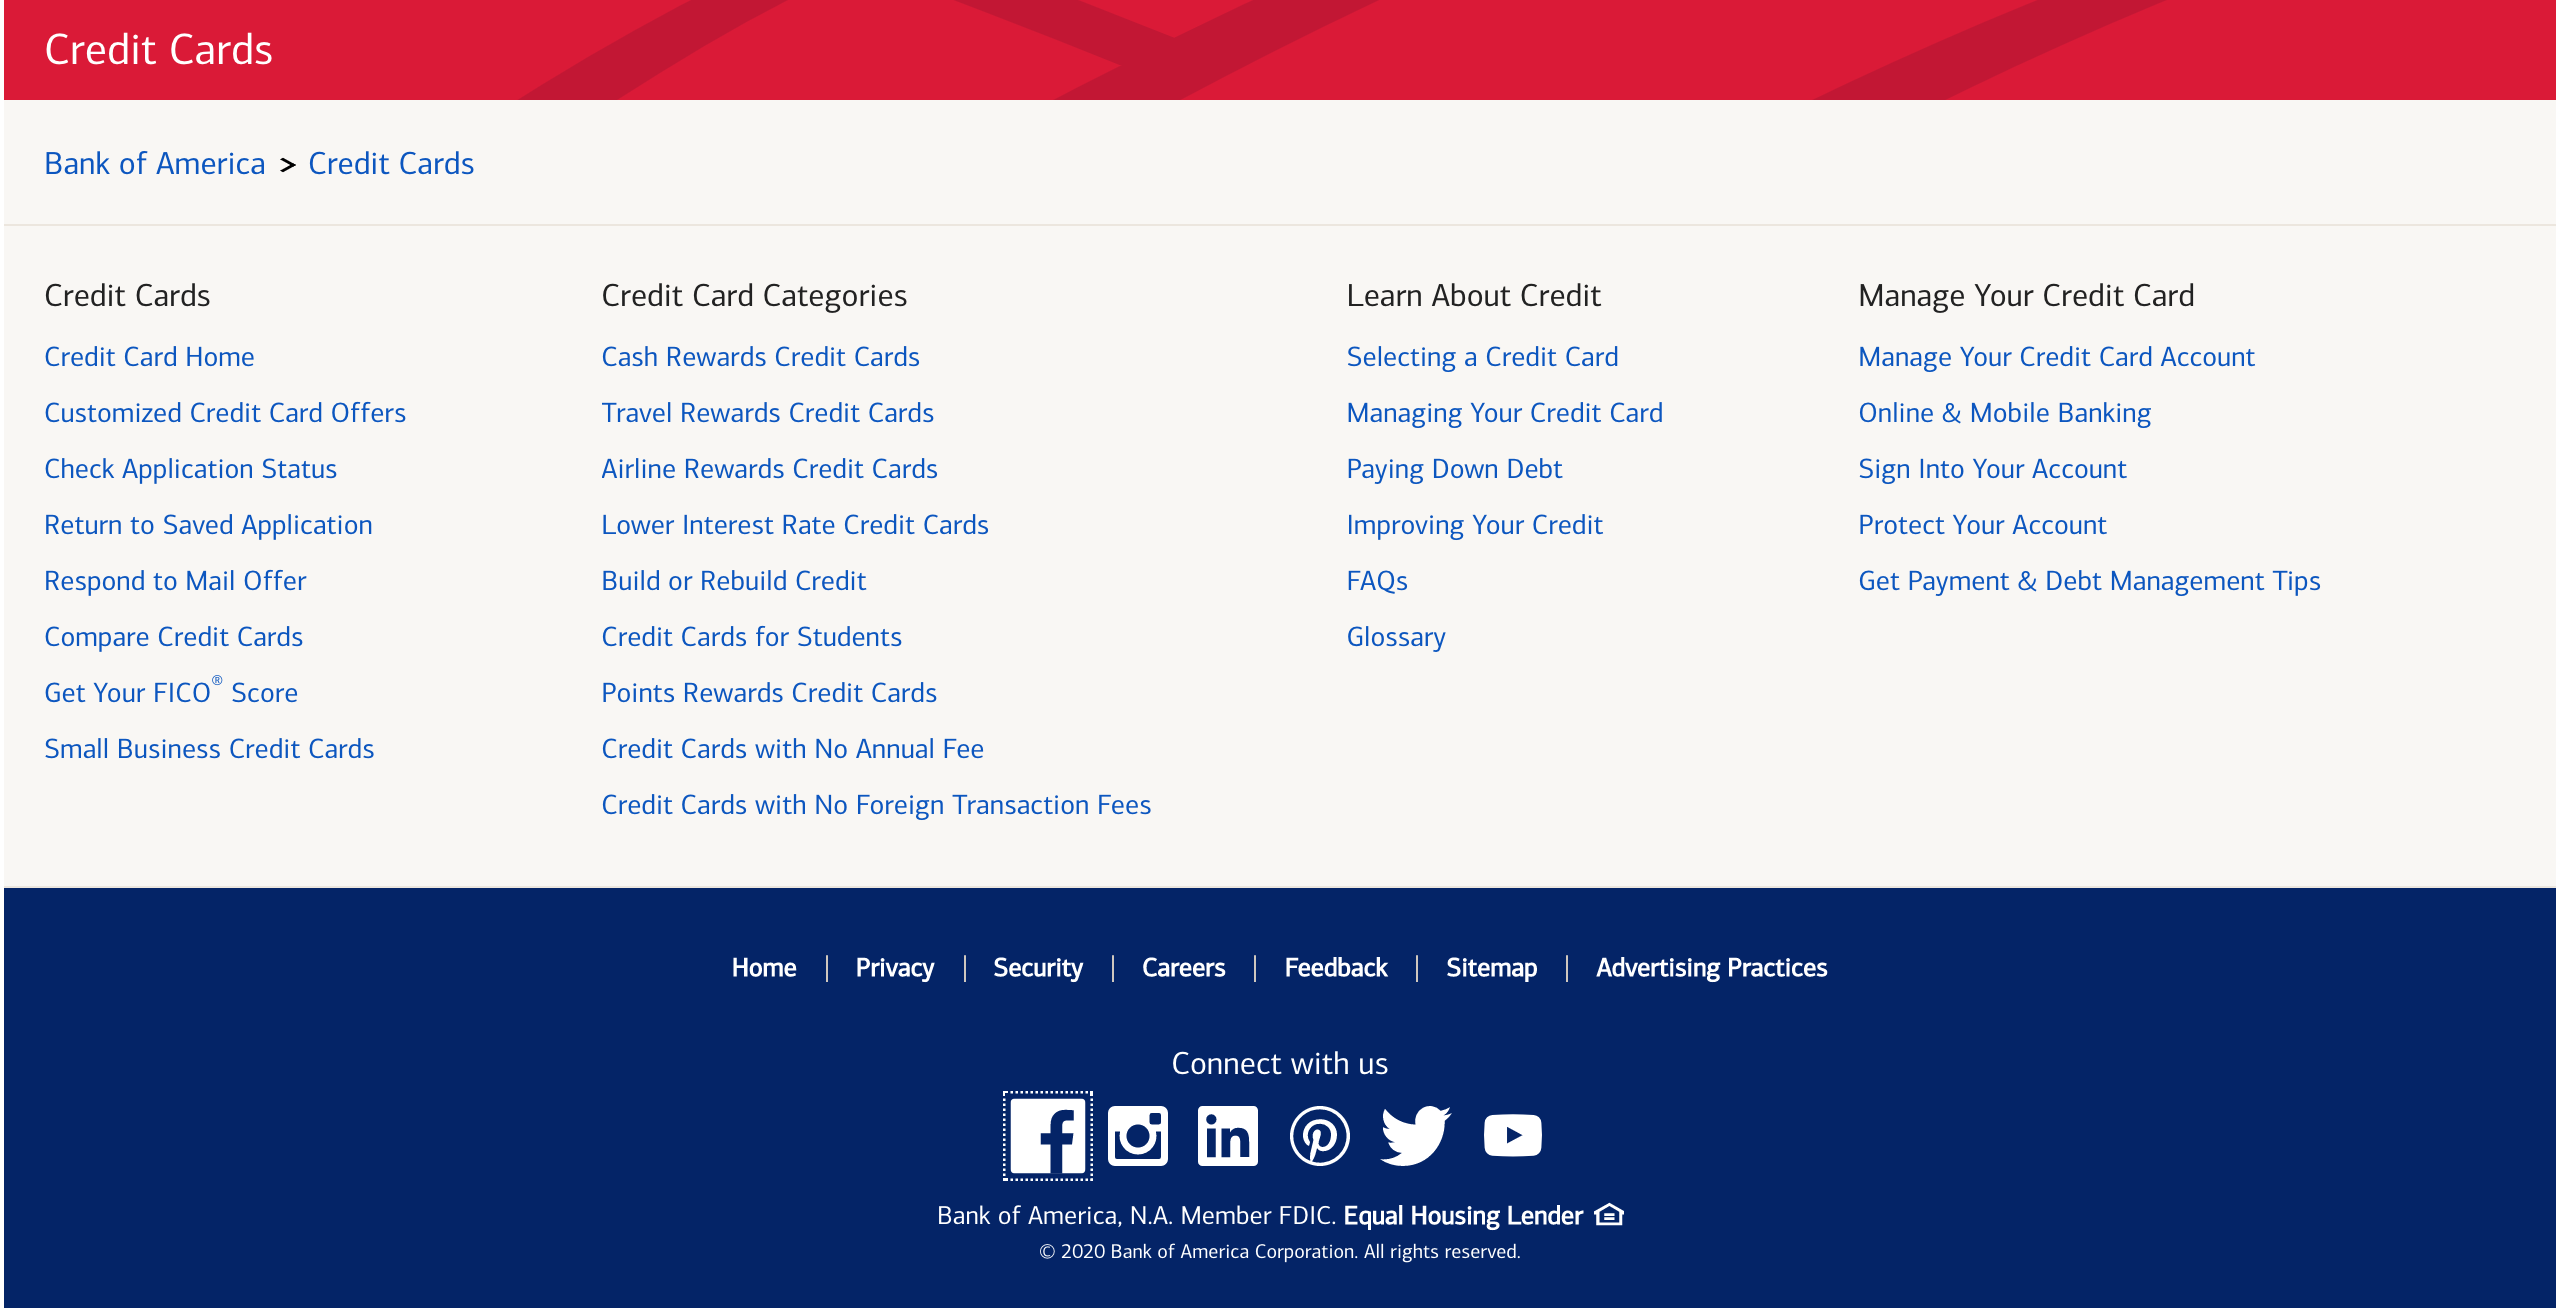 Credit Cards
Bank of America > Credit Cards
Credit Cards
Credit Card Home
Customized Credit Card Offers
Check Application Status
Return to Saved Application
Respond to Mail Offer
Compare Credit Cards
Get Your FICO® Score
Small Business Credit Cards
Credit Card Categories
Cash Rewards Credit Cards
Travel Rewards Credit Cards
Airline Rewards Credit Cards
Lower Interest Rate Credit Cards
Build or Rebuild Credit
Credit Cards for Students
Points Rewards Credit Cards
Credit Cards with No Annual Fee
Credit Cards with No Foreign Transaction Fees
Learn About Credit
Selecting a Credit Card
Managing Your Credit Card
Paying Down Debt
Improving Your Credit
FAQs
Glossary
Manage Your Credit Card
Manage Your Credit Card Account
Online & Mobile Banking
Sign Into Your Account
Protect Your Account
Get Payment & Debt Management Tips
Home | Privacy | Security | Careers | Feedback | Sitemap | Advertising Practices
Connect with us
Bank of America, N.A. Member FDIC. Equal Housing Lender
© 2020 Bank of America Corporation. All rights reserved.